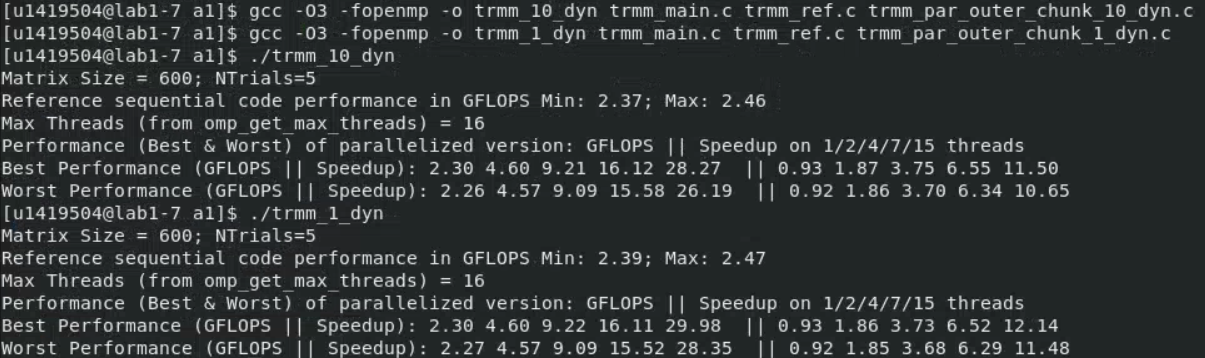 [u1419504@lab1-7 a1]$ gcc -O3 -fopenmp -o trmm_10_dyn trmm_main.c trmm_ref.c trmm_par_outer_chunk_10_dyn.c
[u1419504@lab1-7 a1]$ gcc -O3 -fopenmp -o trmm_1_dyn trmm_main.c trmm_ref.c trmm_par_outer_chunk_1_dyn.c
[u1419504@lab1-7 a1]$ ./trmm_10_dyn
Matrix Size = 600; NTrials=5
Reference sequential code performance in GFLOPS Min: 2.37; Max: 2.46
Max Threads (from omp_get_max_threads) = 16
Performance (Best & Worst) of parallelized version: GFLOPS || Speedup on 1/2/4/7/15 threads
Best Performance (GFLOPS || Speedup): 2.30 4.60 9.21 16.12 28.27  || 0.93 1.87 3.75 6.55 11.50
Worst Performance (GFLOPS || Speedup): 2.26 4.57 9.09 15.58 26.19  || 0.92 1.86 3.70 6.34 10.65
[u1419504@lab1-7 a1]$ ./trmm_1_dyn
Matrix Size = 600; NTrials=5
Reference sequential code performance in GFLOPS Min: 2.39; Max: 2.47
Max Threads (from omp_get_max_threads) = 16
Performance (Best & Worst) of parallelized version: GFLOPS || Speedup on 1/2/4/7/15 threads
Best Performance (GFLOPS || Speedup): 2.30 4.60 9.22 16.11 29.98  || 0.93 1.86 3.73 6.52 12.14
Worst Performance (GFLOPS || Speedup): 2.27 4.57 9.09 15.52 28.35  || 0.92 1.85 3.68 6.29 11.48